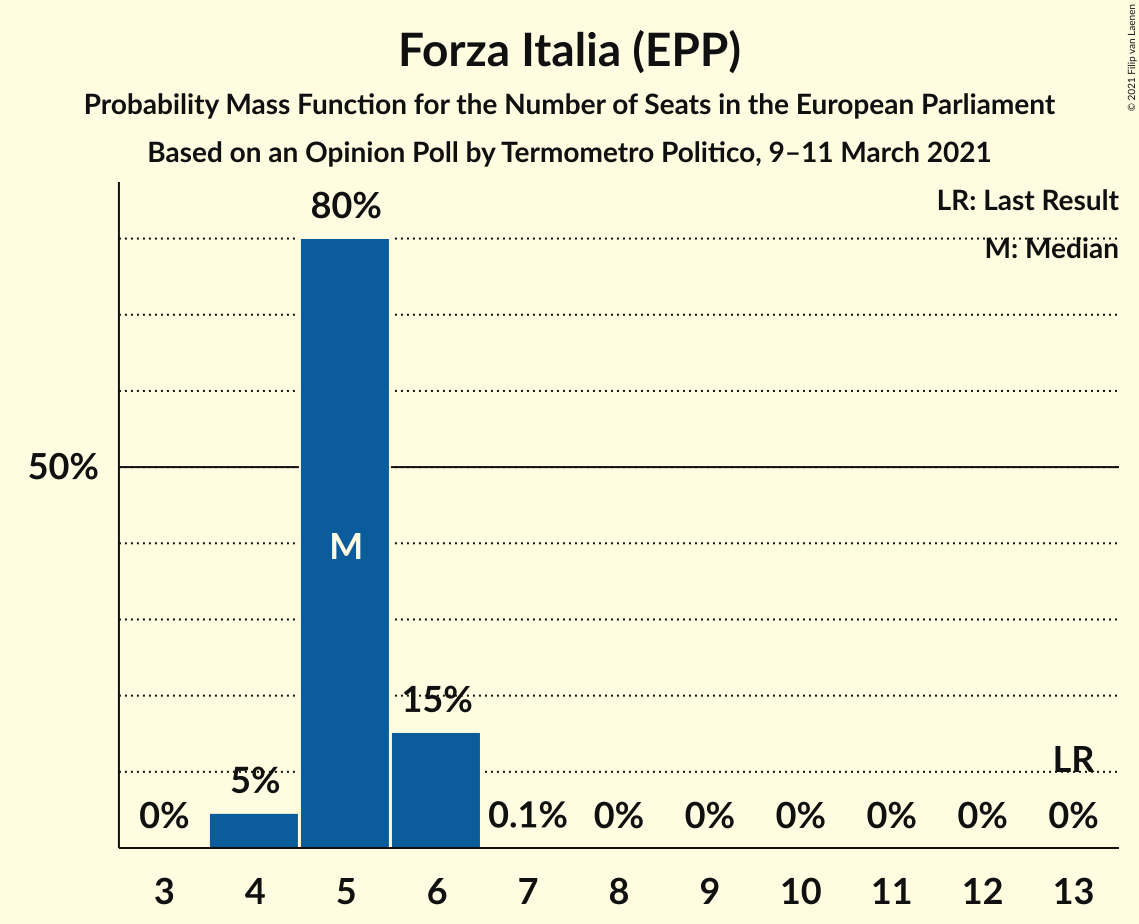 Forza Italia (EPP)
Probability Mass Function for the Number of Seats in the European Parliament
Based on an Opinion Poll by Termometro Politico, 9–11 March 2021
© 2021 Filip van Laenen
LR: Last Result
M: Median
80%
50%
M
15%
5%
LR
0%
0.1%
0%
0%
0%
0%
0%
0%
3
4
5
6
7
8
9
10
11
12
13